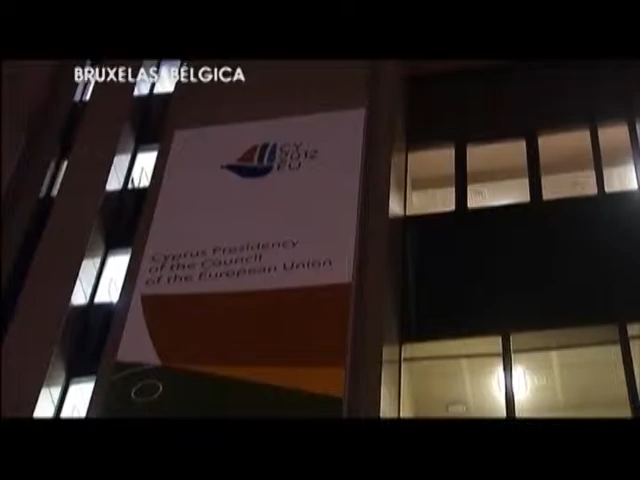 BRUXELAS, BÉLGICA
CY
2012
EU
Cyprus Presidency
of the Council
of the European Union